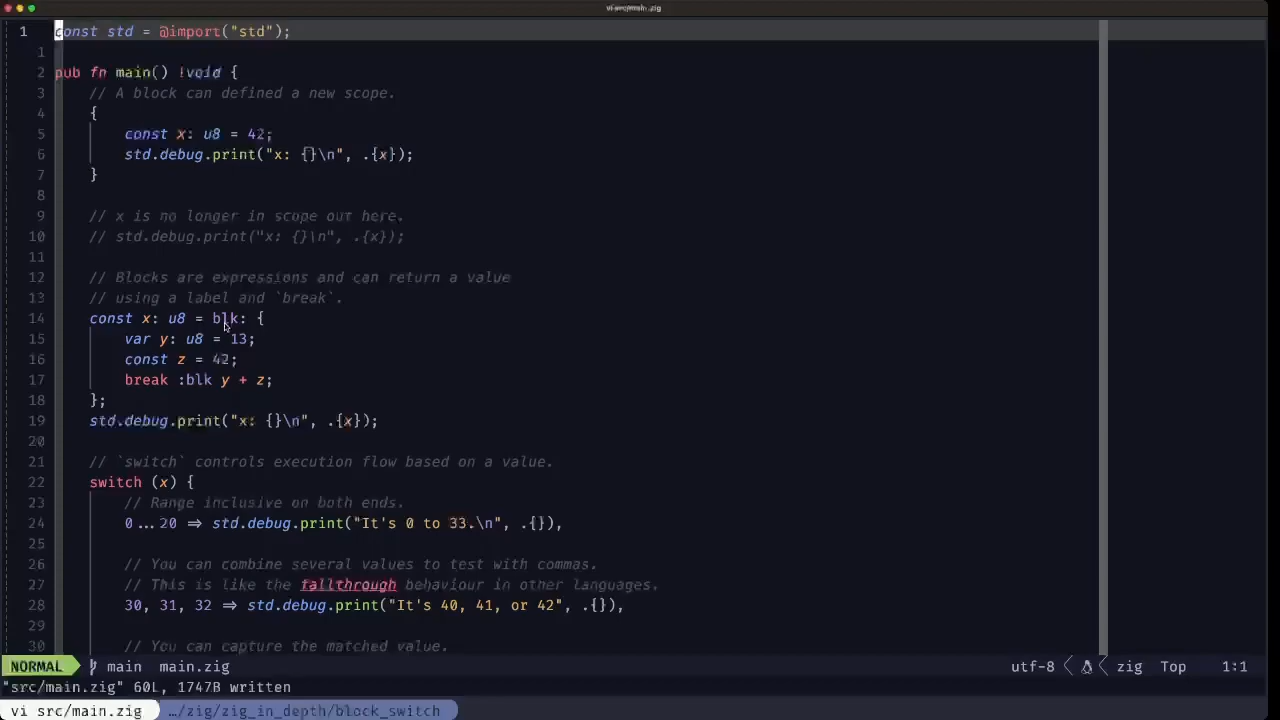 vi src/main.zig
1 const std = @import("std");
1
2 pub fn main() !void {
3 // A block can defined a new scope.
4 {
5 const x: u8 = 42;
6 std.debug.print("x: {}\n", .{x});
7 }
8
9 // x is no longer in scope out here.
10 // std.debug.print("x: {}\n", .{x});
11
12 // Blocks are expressions and can return a value
13 // using a label and `break`.
14 const x: u8 = blk: {
15 var y: u8 = 13;
16 const z = 42;
17 break :blk y + z;
18 };
19 std.debug.print("x: {}\n", .{x});
20
21 // `switch` controls execution flow based on a value.
22 switch (x) {
23 // Range inclusive on both ends.
24 0...20 => std.debug.print("It's 0 to 33.\n", .{}),
25
26 // You can combine several values to test with commas.
27 // This is like the fallthrough behaviour in other languages.
28 30, 31, 32 => std.debug.print("It's 40, 41, or 42", .{}),
29
30 // You can capture the matched value.
NORMAL main main.zig utf-8 zig Top 1:1
"src/main.zig" 60L, 1747B written
vi src/main.zig …/zig/zig_in_depth/block_switch